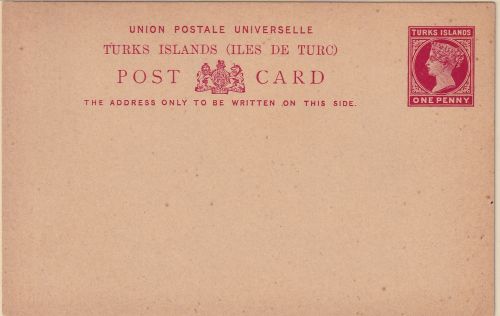 UNION POSTALE UNIVERSELLE
TURKS ISLANDS (ILES DE TURC)
POST CARD
THE ADDRESS ONLY TO BE WRITTEN ON THIS SIDE.
TURKS ISLANDS
ONE PENNY